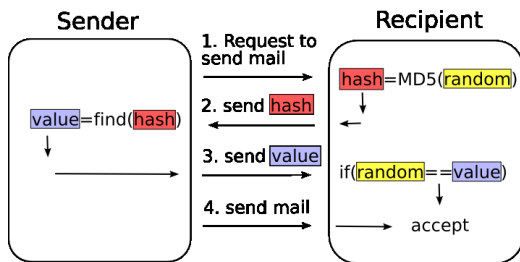 Sender
Recipient
1. Request to
send mail
hash=MD5(random)
2. send hash
value=find(hash)
3. send value
if(random==value)
4. send mail
accept